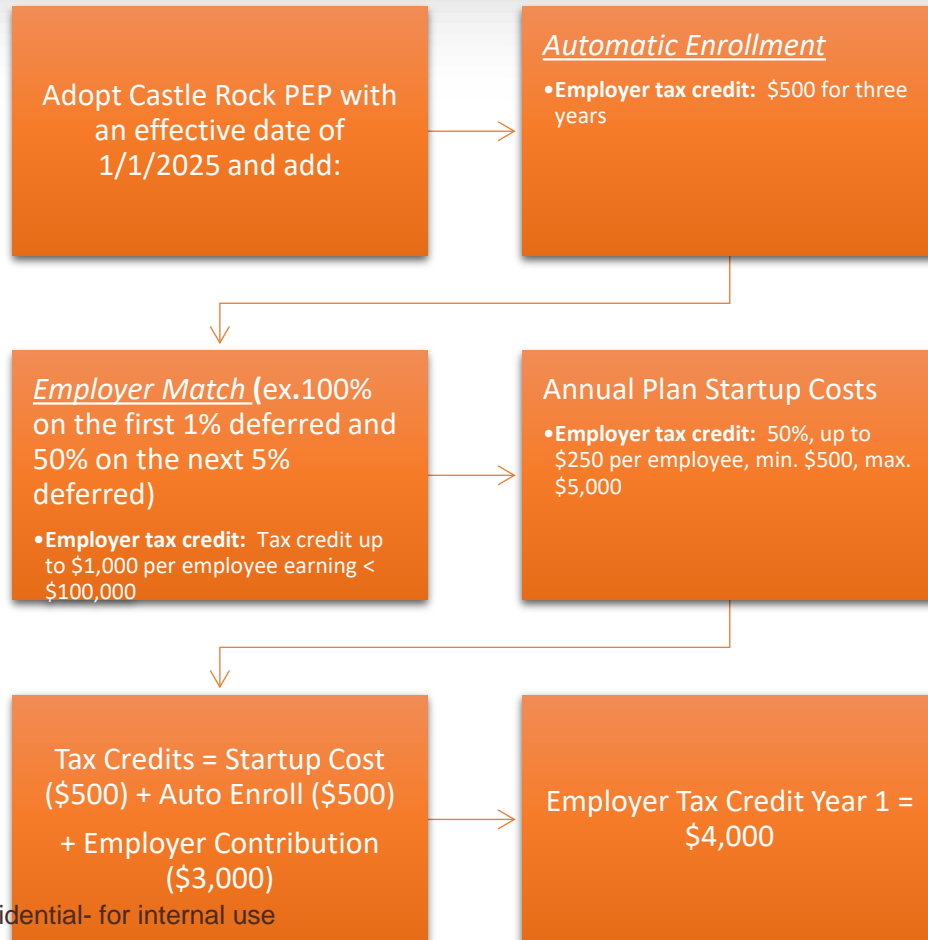 Adopt Castle Rock PEP with
an effective date of
1/1/2025 and add:
Automatic Enrollment
•Employer tax credit: $500 for three
years
Employer Match (ex.100%
on the first 1% deferred and
50% on the next 5%
deferred)
•Employer tax credit: Tax credit up
to $1,000 per employee earning <
$100,000
Annual Plan Startup Costs
•Employer tax credit: 50%, up to
$250 per employee, min. $500, max.
$5,000
Tax Credits = Startup Cost
($500) + Auto Enroll ($500)
+ Employer Contribution
($3,000)
Employer Tax Credit Year 1 =
$4,000
idential- for internal use